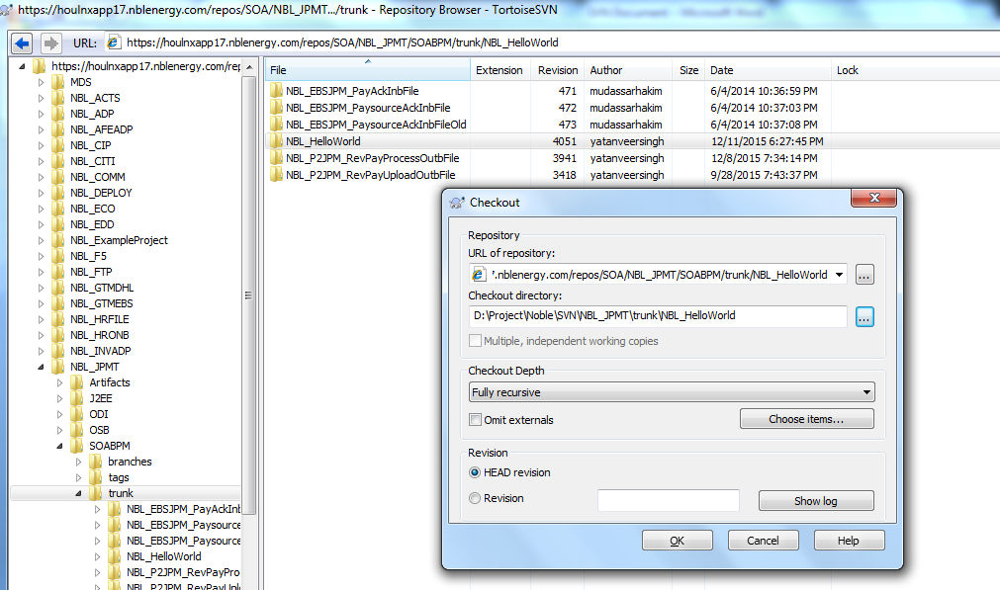 https://houlnxapp17.nblenergy.com/repos/SOA/NBL_JPMT.../trunk - Repository Browser - TortoiseSVN
URL: https://houlnxapp17.nblenergy.com/repos/SOA/NBL_JPMT/SOABPM/trunk/NBL_HelloWorld
https://houlnxapp17.nblenergy.com/rep
MDS
NBL_ACTS
NBL_ADP
NBL_AFEADP
NBL_CIP
NBL_CITI
NBL_COMM
NBL_DEPLOY
NBL_ECO
NBL_EDD
NBL_ExampleProject
NBL_F5
NBL_FTP
NBL_GTMDHL
NBL_GTMEBS
NBL_HRFILE
NBL_HRONB
NBL_INVADP
NBL_JPMT
Artifacts
J2EE
ODI
OSB
SOABPM
branches
tags
trunk
NBL_EBSJPM_PayAckInb
NBL_EBSJPM_Paysource
NBL_EBSJPM_Paysource
NBL_HelloWorld
NBL_P2JPM_RevPayPro
NBL_P2JPM_RevPayUpl
File Extension Revision Author Size Date Lock
NBL_EBSJPM_PayAckInbFile 471 mudassarhakim 6/4/2014 10:36:59 PM
NBL_EBSJPM_PaysourceAckInbFile 472 mudassarhakim 6/4/2014 10:37:03 PM
NBL_EBSJPM_PaysourceAckInbFileOld 473 mudassarhakim 6/4/2014 10:37:08 PM
NBL_HelloWorld 4051 yatanveersingh 12/11/2015 6:27:45 PM
NBL_P2JPM_RevPayProcessOutbFile 3941 yatanveersingh 12/8/2015 7:34:14 PM
NBL_P2JPM_RevPayUploadOutbFile 3418 yatanveersingh 9/28/2015 7:43:37 PM
Checkout
Repository
URL of repository:
.nblenergy.com/repos/SOA/NBL_JPMT/SOABPM/trunk/NBL_HelloWorld ...
Checkout directory:
D:\Project\Noble\SVN\NBL_JPMT\trunk\NBL_HelloWorld ...
Multiple, independent working copies
Checkout Depth
Fully recursive
Omit externals Choose items...
Revision
HEAD revision
Revision Show log
OK Cancel Help